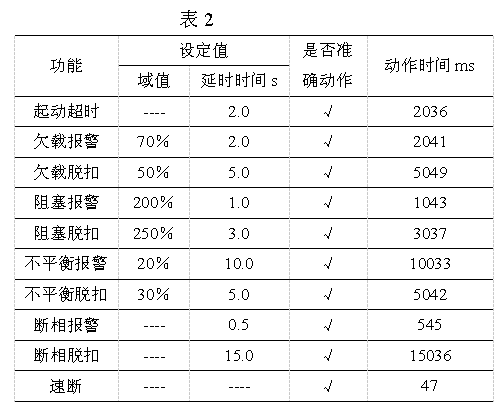 表 2
功能 设定值 是否准确动作 动作时间 ms
域值 延时时间 s
起动超时 ---- 2.0 √ 2036
欠载报警 70% 2.0 √ 2041
欠载脱扣 50% 5.0 √ 5049
阻塞报警 200% 1.0 √ 1043
阻塞脱扣 250% 3.0 √ 3037
不平衡报警 20% 10.0 √ 10033
不平衡脱扣 30% 5.0 √ 5042
断相报警 ---- 0.5 √ 545
断相脱扣 ---- 15.0 √ 15036
速断 ---- ---- √ 47